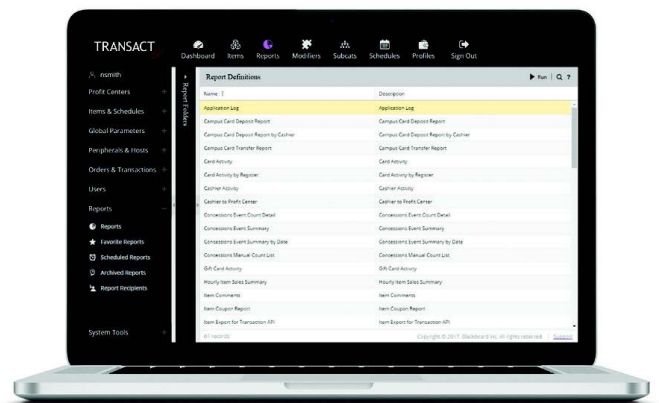 TRANSACT
Dashboard Items Reports Modifiers Subcats Schedules Profiles Sign Out
nsmith
Profit Centers
Items & Schedules
Global Parameters
Peripherals & Hosts
Orders & Transactions
Users
Reports
Reports
Favorite Reports
Scheduled Reports
Archived Reports
Report Recipients
System Tools
Report Folders
Report Definitions
Run ?
Name Description
Application Log Application Log
Campus Card Deposit Report Campus Card Deposit Report
Campus Card Deposit Report by Cashier Campus Card Deposit Report by Cashier
Campus Card Transfer Report Campus Card Transfer Report
Card Activity Card Activity
Card Activity by Register Card Activity by Register
Cashier Activity Cashier Activity
Cashier to Profit Center Cashier to Profit Center
Concessions Event Count Detail Concessions Event Count Detail
Concessions Event Summary Concessions Event Summary
Concessions Event Summary by Date Concessions Event Summary by Date
Concessions Manual Count List Concessions Manual Count List
Gift Card Activity Gift Card Activity
Hourly Item Sales Summary Hourly Item Sales Summary
Item Comments Item Comments
Item Coupon Report Item Coupon Report
Item Export for Transaction API Item Export for Transaction API
61 records Copyright © 2017. Blackboard Inc. All rights reserved. Support